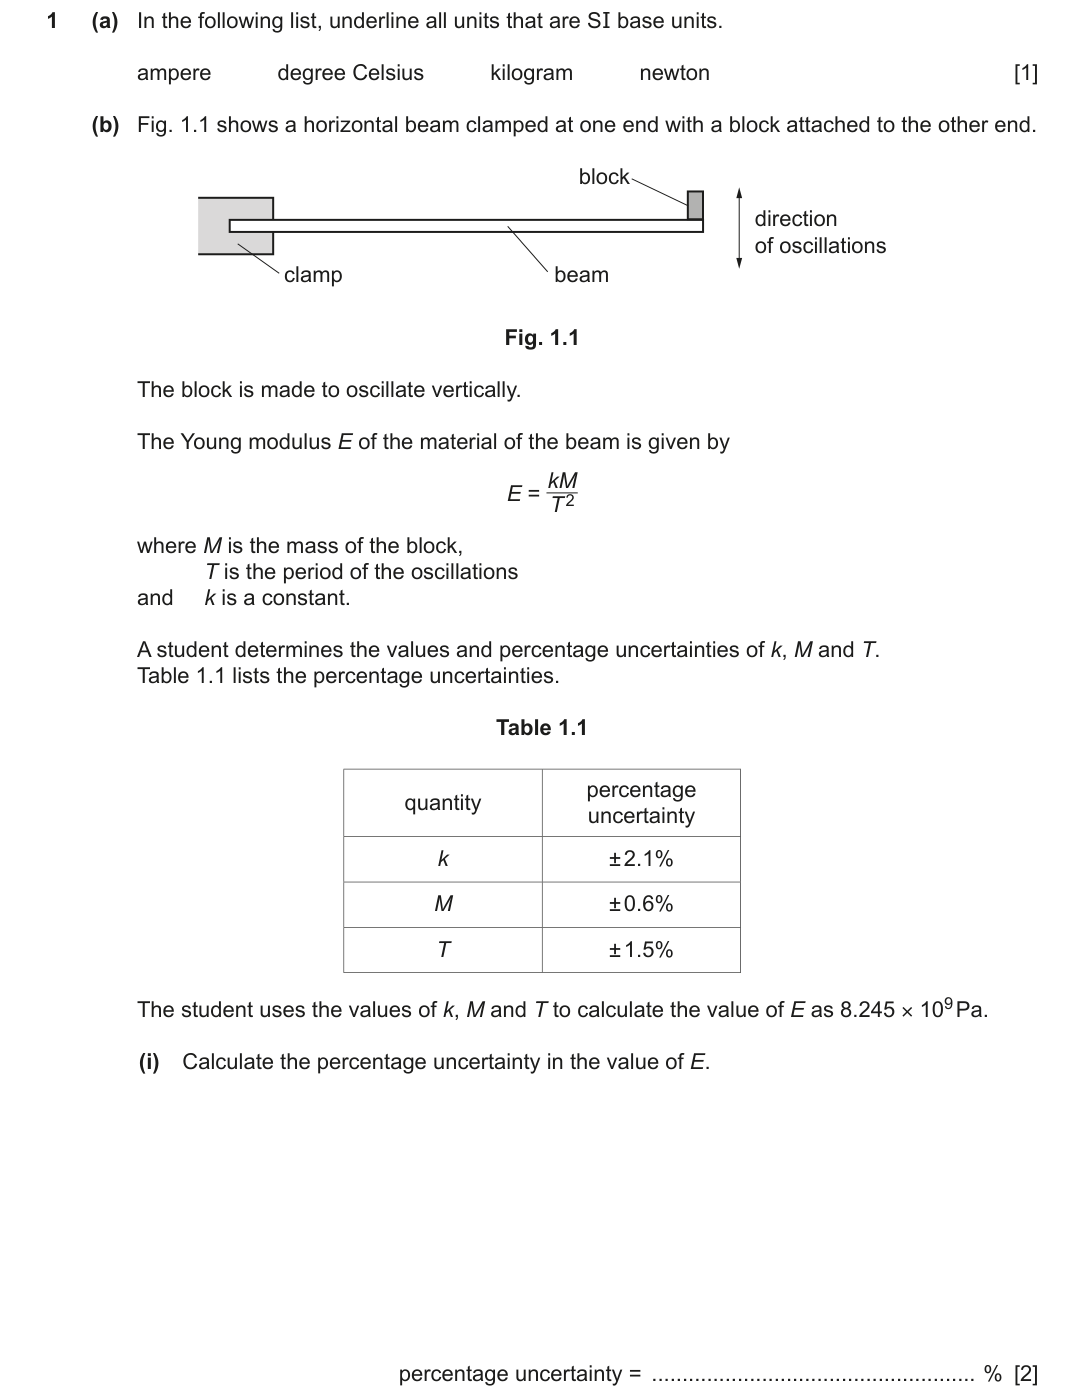 1 (a) In the following list, underline all units that are SI base units.
ampere degree Celsius kilogram newton [1]
(b) Fig. 1.1 shows a horizontal beam clamped at one end with a block attached to the other end.
block
direction
of oscillations
clamp
beam
Fig. 1.1
The block is made to oscillate vertically.
The Young modulus E of the material of the beam is given by
E = kM/T²
where M is the mass of the block,
T is the period of the oscillations
and k is a constant.
A student determines the values and percentage uncertainties of k, M and T.
Table 1.1 lists the percentage uncertainties.
Table 1.1
quantity percentage uncertainty
k ±2.1%
M ±0.6%
T ±1.5%
The student uses the values of k, M and T to calculate the value of E as 8.245 × 10⁹ Pa.
(i) Calculate the percentage uncertainty in the value of E.
percentage uncertainty = ..................................................... % [2]